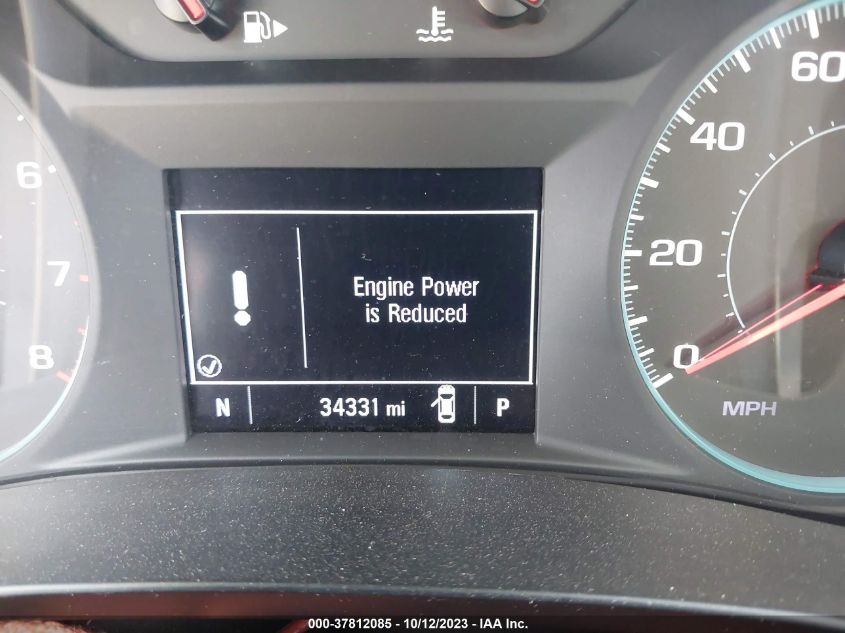 60
40
20
0
MPH
6
7
8
!
Engine Power
is Reduced
N
34331 mi
P
000-37812085 - 10/12/2023 - © IAA Inc.